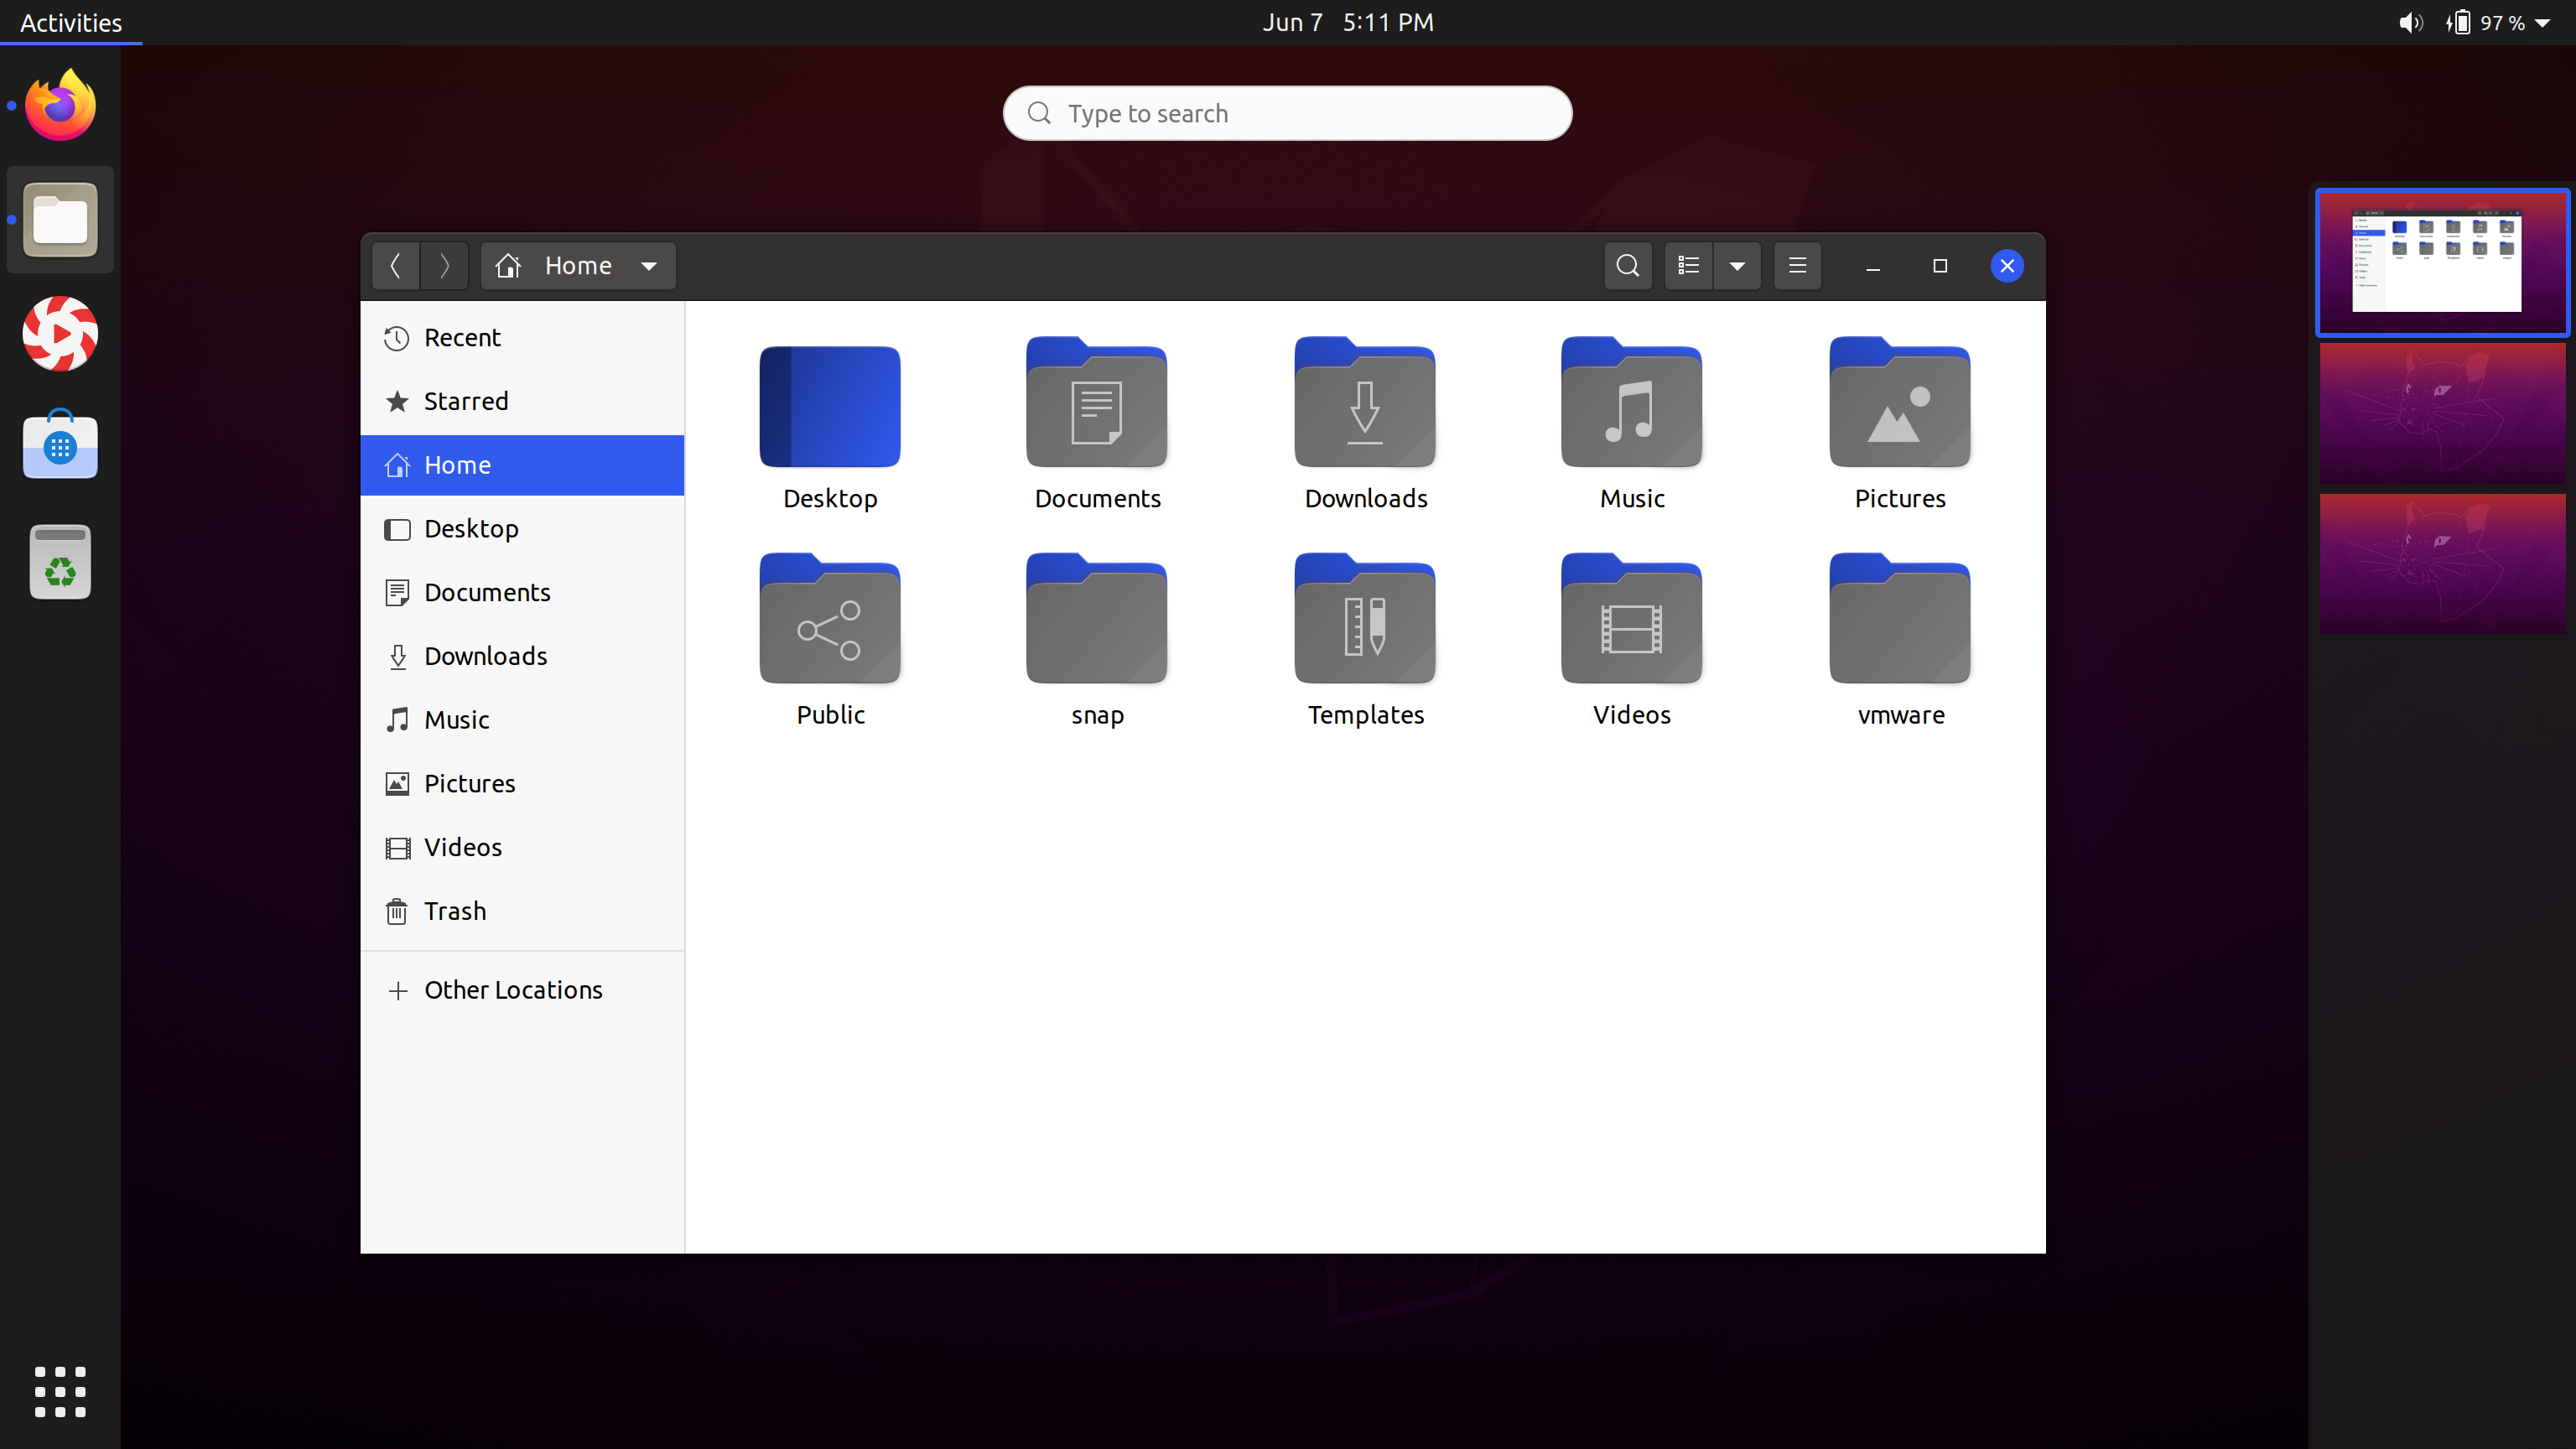 Activities
Jun 7 5:11 PM
97 %
Type to search
Home
Recent
Starred
Home
Desktop
Documents
Downloads
Music
Pictures
Videos
Trash
Other Locations
Desktop
Documents
Downloads
Music
Pictures
Public
snap
Templates
Videos
vmware